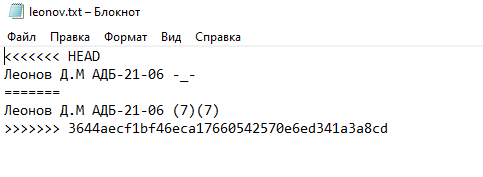 leonov.txt – Блокнот
Файл Правка Формат Вид Справка
<<<<<<< HEAD
Леонов Д.М АДБ-21-06 -_-
=======
Леонов Д.М АДБ-21-06 (7)(7)
>>>>>>> 3644aecf1bf46eca17660542570e6ed341a3a8cd